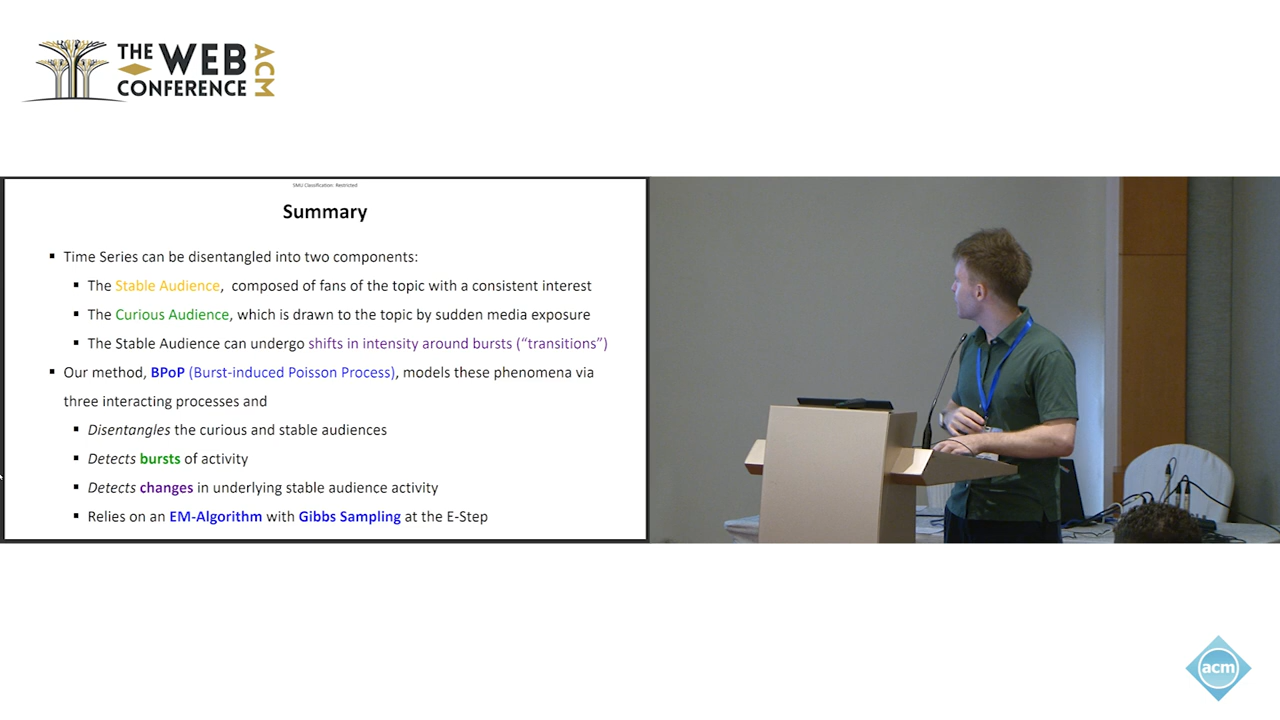 THE WEB
CONFERENCE
ACM
SMU Classification: Restricted
Summary
▪ Time Series can be disentangled into two components:
▪ The Stable Audience, composed of fans of the topic with a consistent interest
▪ The Curious Audience, which is drawn to the topic by sudden media exposure
▪ The Stable Audience can undergo shifts in intensity around bursts (“transitions”)
▪ Our method, BPoP (Burst-induced Poisson Process), models these phenomena via
three interacting processes and
▪ Disentangles the curious and stable audiences
▪ Detects bursts of activity
▪ Detects changes in underlying stable audience activity
▪ Relies on an EM-Algorithm with Gibbs Sampling at the E-Step
acm